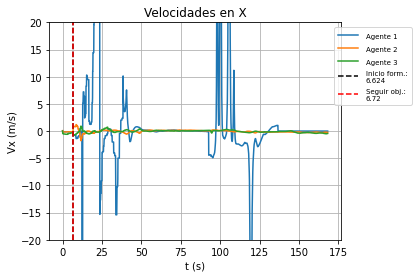 Velocidades en X
20
15
10
5
0
−5
−10
−15
−20
Vx (m/s)
0
25
50
75
100
125
150
175
t (s)
Agente 1
Agente 2
Agente 3
Inicio form.:
6.624
Seguir obj.:
6.72